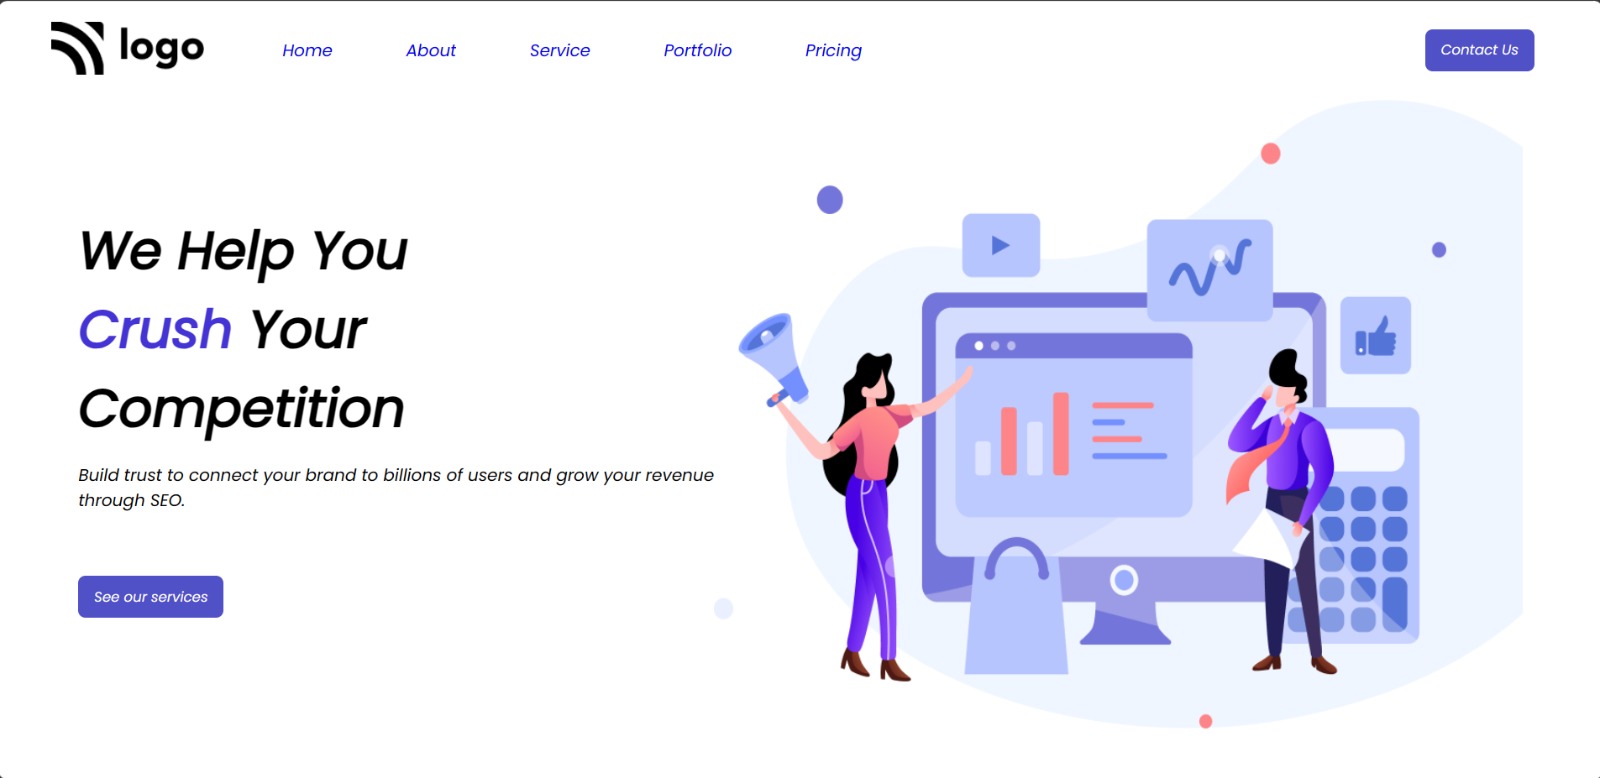 logo
Home About Service Portfolio Pricing Contact Us
We Help You
Crush Your
Competition
Build trust to connect your brand to billions of users and grow your revenue
through SEO.
See our services